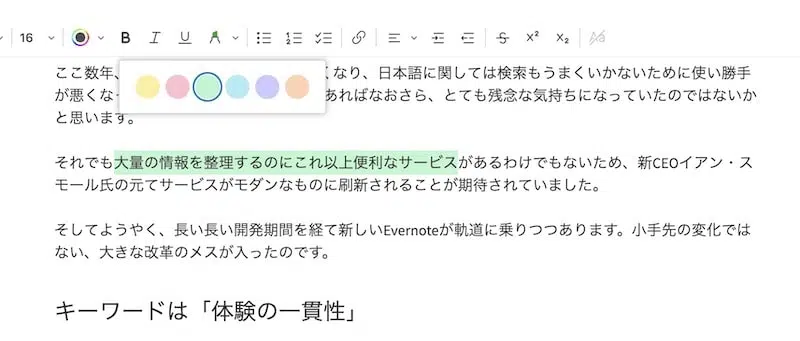 16 B I U A S X² X₂
ここ数年、くなり、日本語に関しては検索もうまくいかないために使い勝手
が悪くなっあればなおさら、とても残念な気持ちになっていたのではないか
と思います。
それでも大量の情報を整理するのにこれ以上便利なサービスがあるわけでもないため、新CEOイアン・ス
モール氏の元てサービスがモダンなものに刷新されることが期待されていました。
そしてようやく、長い長い開発期間を経て新しいEvernoteが軌道に乗りつつあります。小手先の変化では
ない、大きな改革のメスが入ったのです。
キーワードは「体験の一貫性」